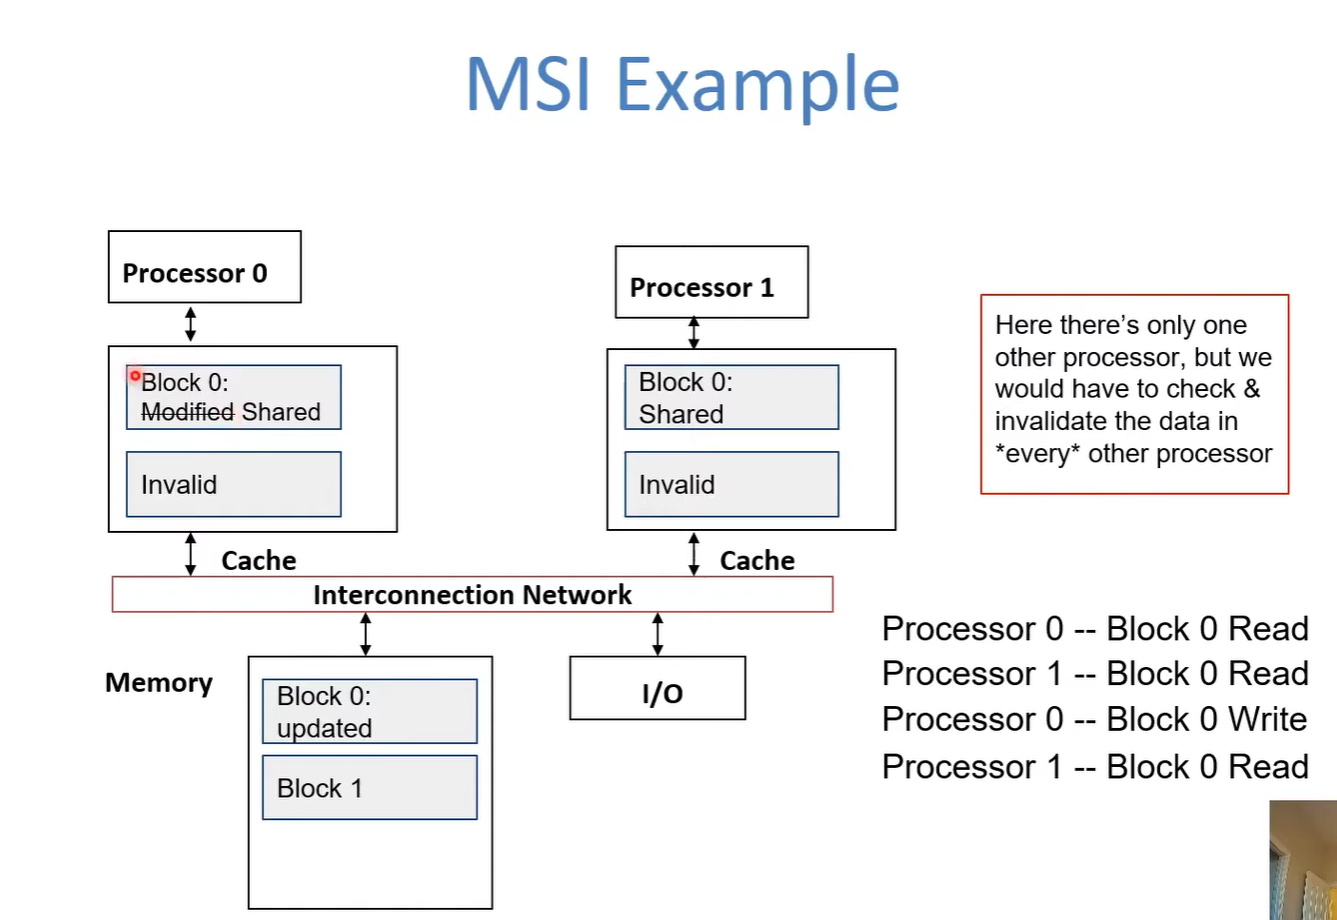 MSI Example
Processor 0
Processor 1
Block 0:
Modified Shared
Invalid
Block 0:
Shared
Invalid
Here there's only one
other processor, but we
would have to check &
invalidate the data in
*every* other processor
Cache
Cache
Interconnection Network
Memory
Block 0:
updated
Block 1
I/O
Processor 0 -- Block 0 Read
Processor 1 -- Block 0 Read
Processor 0 -- Block 0 Write
Processor 1 -- Block 0 Read